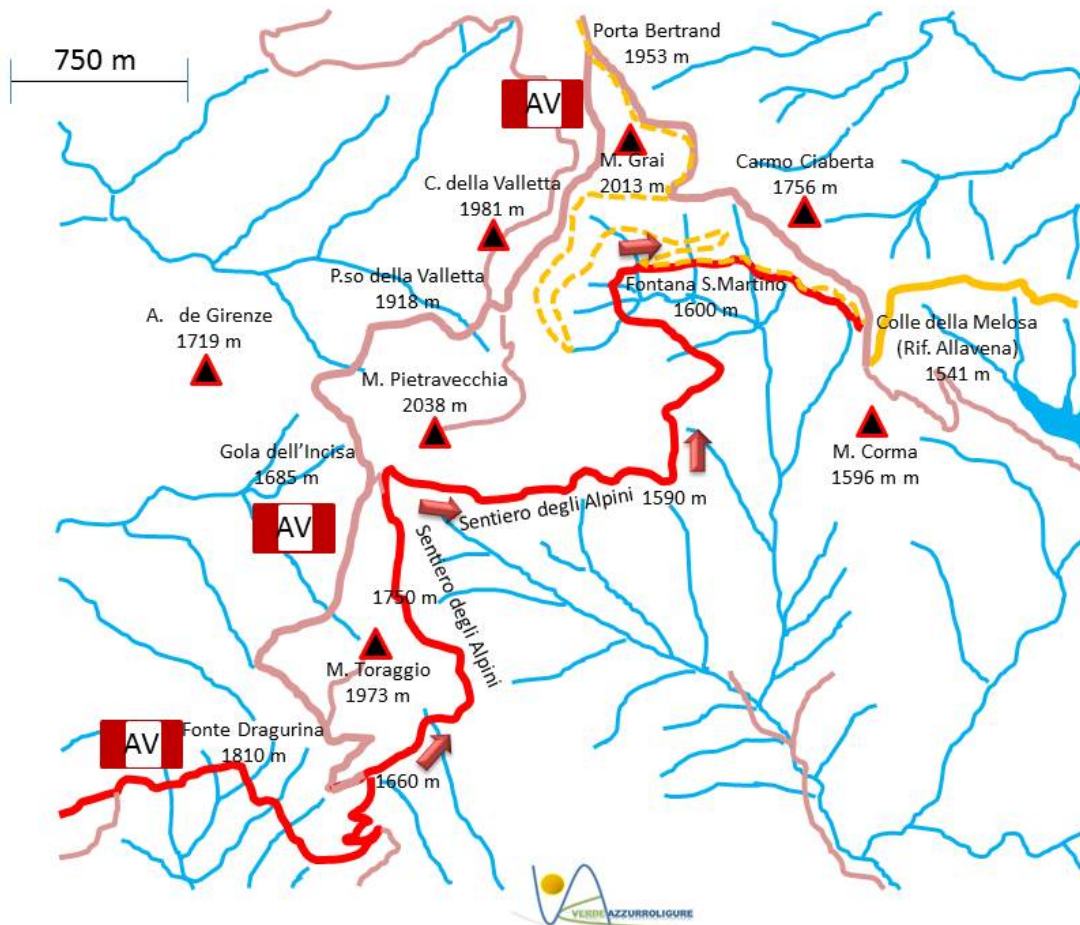 750 m
Porta Bertrand
1953 m
AV
M. Grai
2013 m
Carmo Ciaberta
1756 m
C. della Valletta
1981 m
P.so della Valletta
1918 m
Fontana S.Martino
1600 m
A. de Girenze
1719 m
Colle della Melosa
(Rif. Allavena)
1541 m
M. Pietravecchia
2038 m
Gola dell'Incisa
1685 m
M. Corma
1596 m m
AV
Sentiero degli Alpini
1590 m
Sentiero degli Alpini
1750 m
M. Toraggio
1973 m
AV
Fonte Dragurina
1810 m
1660 m
VERDEAZZURROLIGURE